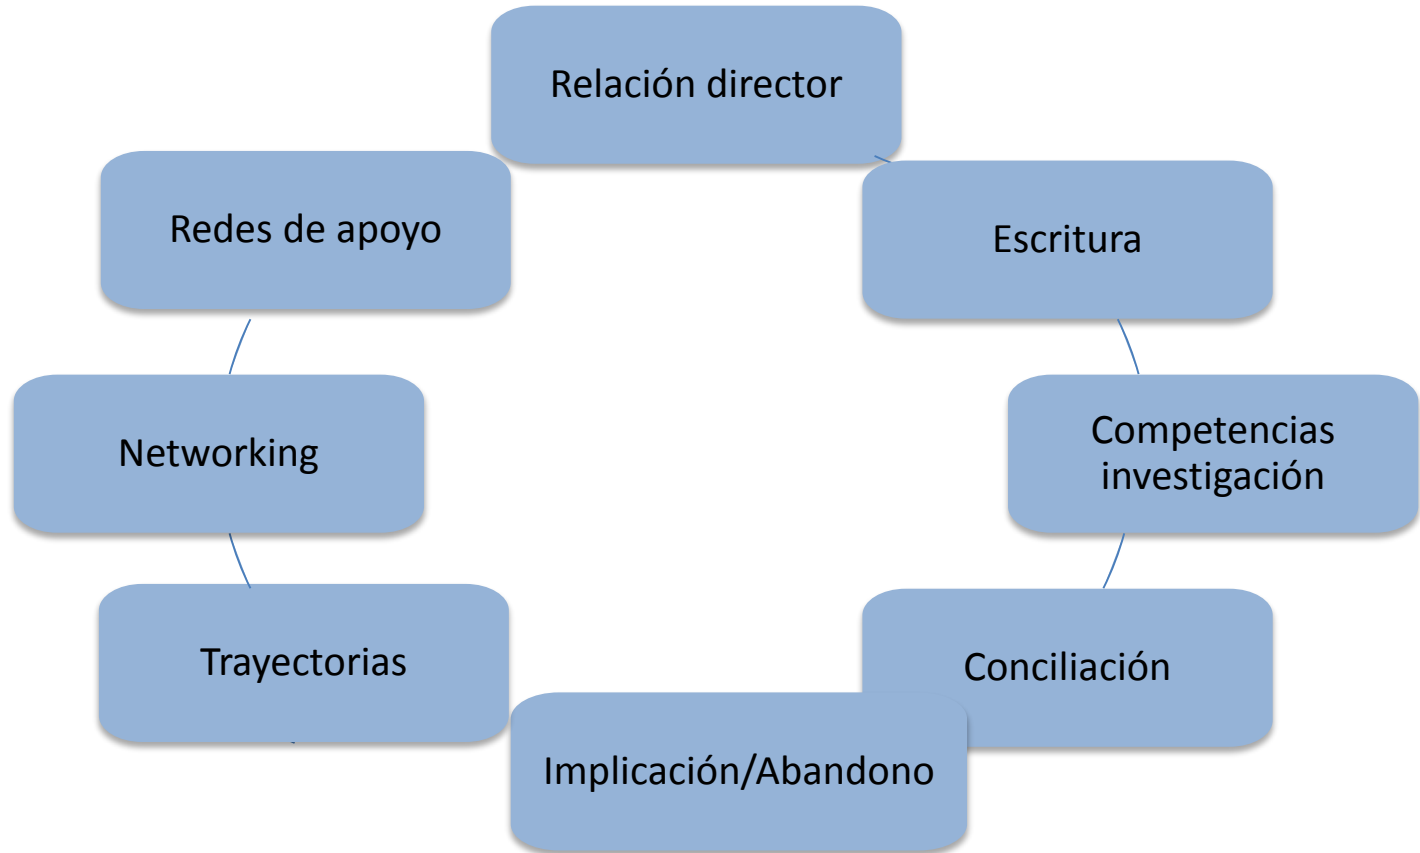 Relación director
Redes de apoyo
Escritura
Networking
Competencias
investigación
Trayectorias
Conciliación
Implicación/Abandono